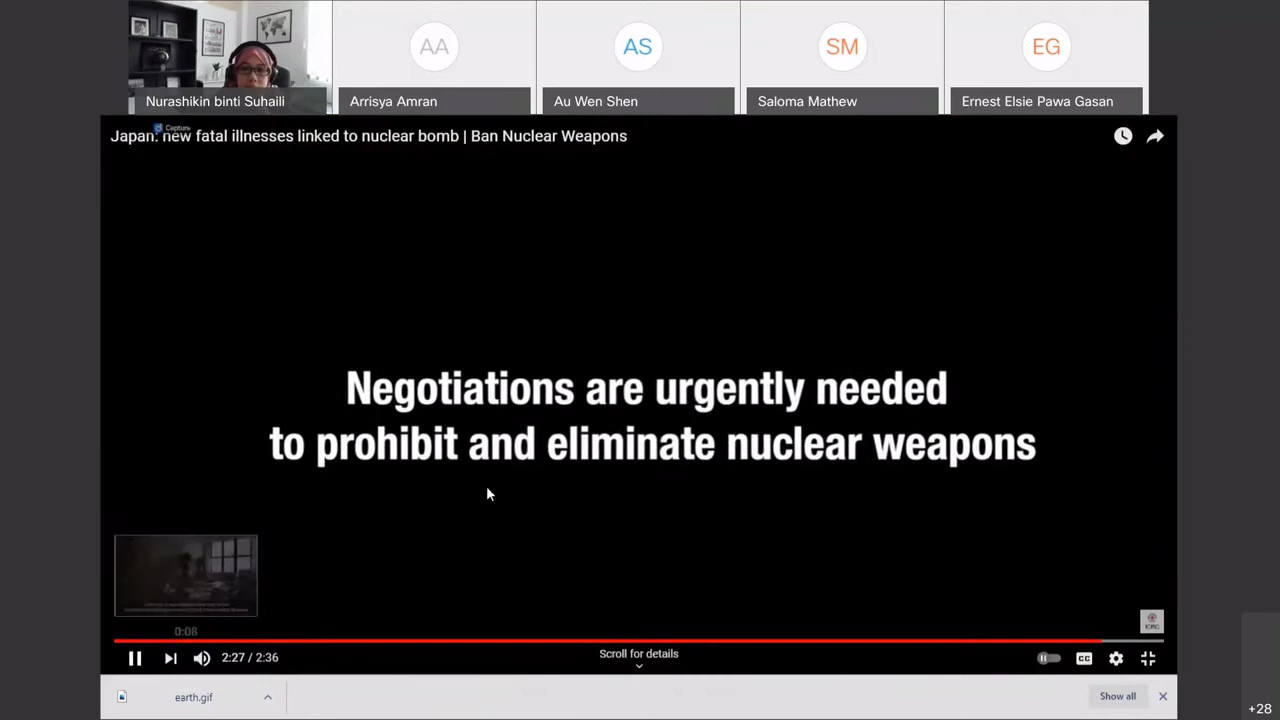 AA
AS
SM
EG
Nurashikin binti Suhaili
Arrisya Amran
Au Wen Shen
Saloma Mathew
Ernest Elsie Pawa Gasan
Japan: new fatal illnesses linked to nuclear bomb | Ban Nuclear Weapons
Negotiations are urgently needed
to prohibit and eliminate nuclear weapons
0:08
ICRC
2:27 / 2:36
Scroll for details
CC
earth.gif
Show all
+28